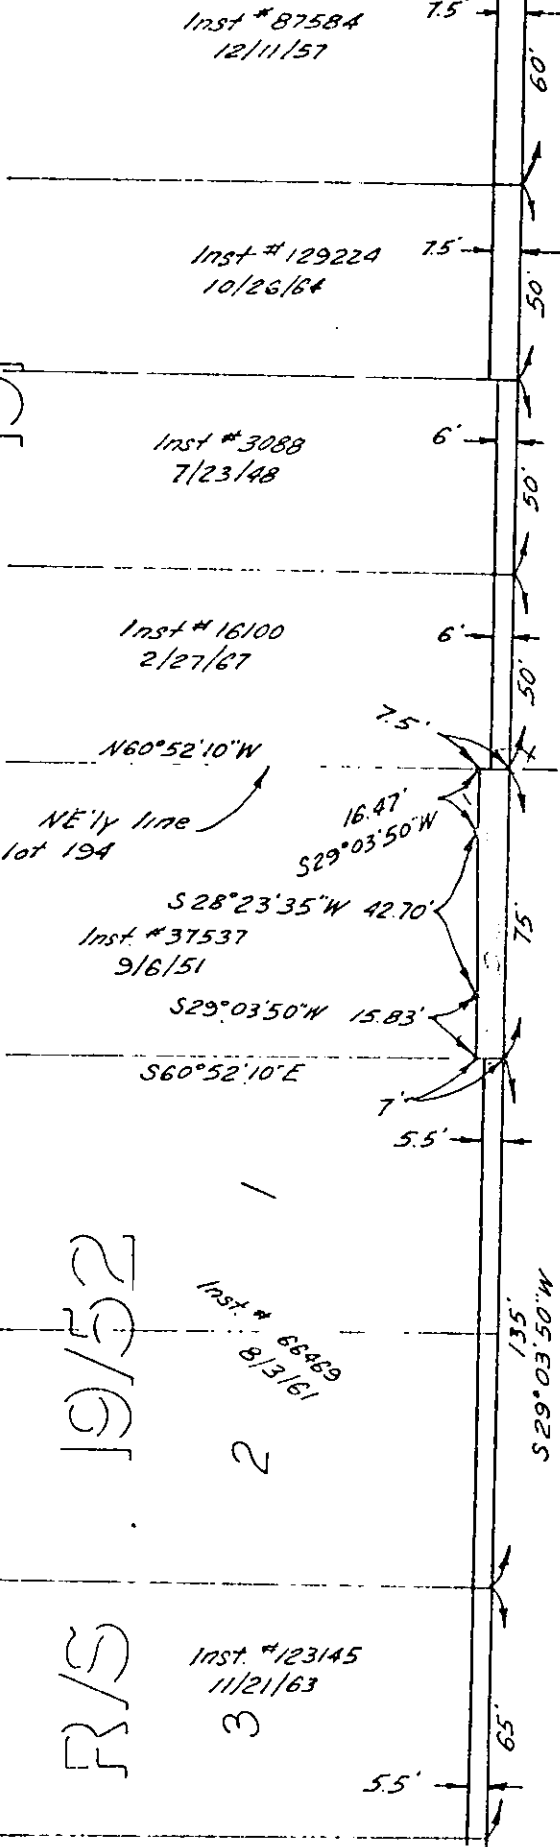 Inst # 87584
12/11/57
7.5'
60'
Inst # 129224
10/26/64
7.5'
50'
Inst # 3088
7/23/48
6'
50'
Inst # 16100
2/27/67
6'
50'
7.5'
N60°52'10"W
NE'ly line
lot 194
16.47'
S29°03'50"W
S28°23'35"W 42.70'
Inst. # 37537
9/6/51
75'
S29°03'50"W 15.83'
S60°52'10"E
7'
5.5'
1
R/S 19/52
Inst. # 66469
8/3/61
2
135'
S29°03'50"W
Inst. # 123145
11/21/63
3
65'
5.5'